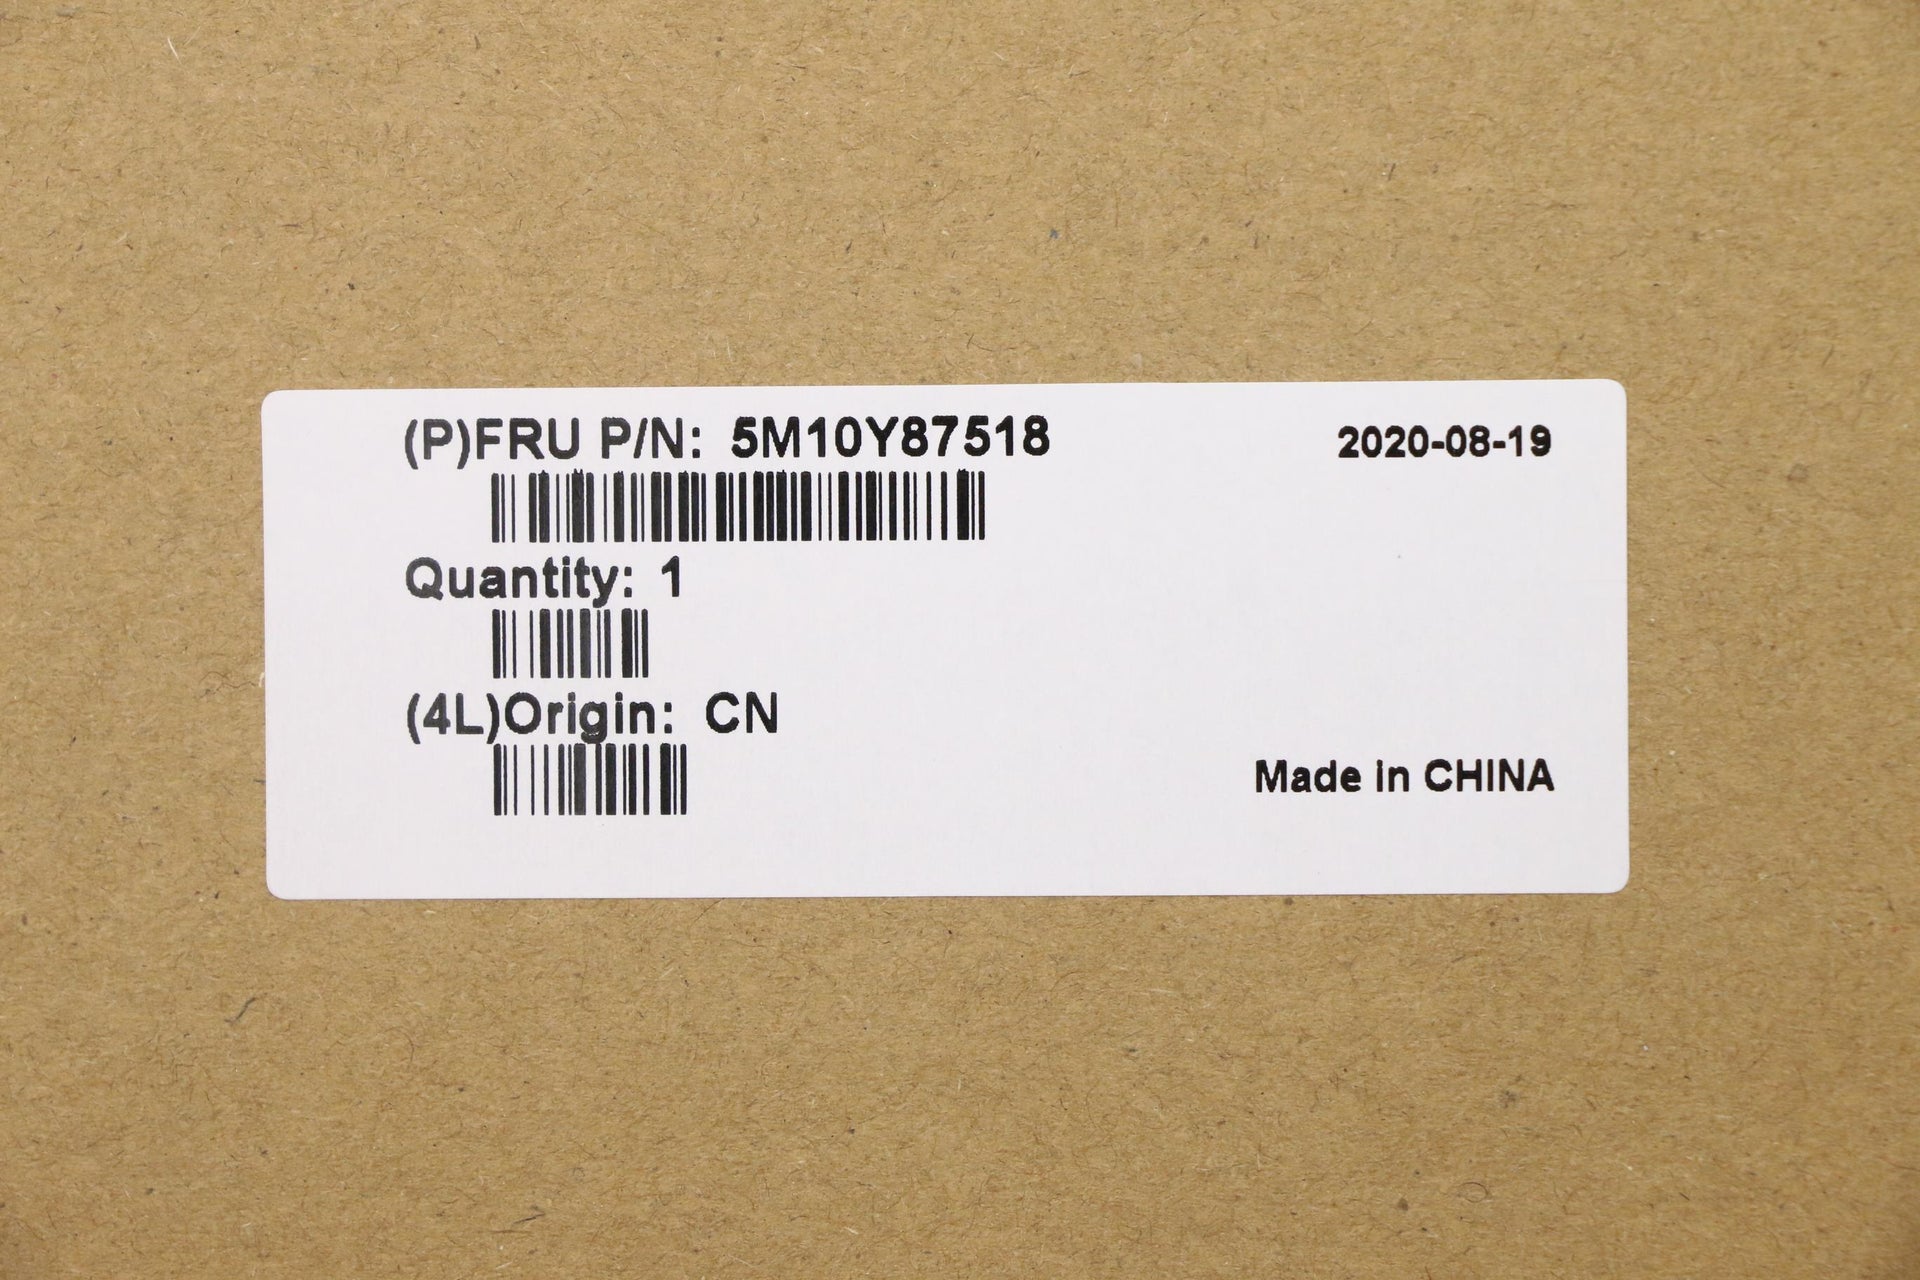 (P)FRU P/N: 5M10Y87518
2020-08-19
Quantity: 1
(4L)Origin: CN
Made in CHINA